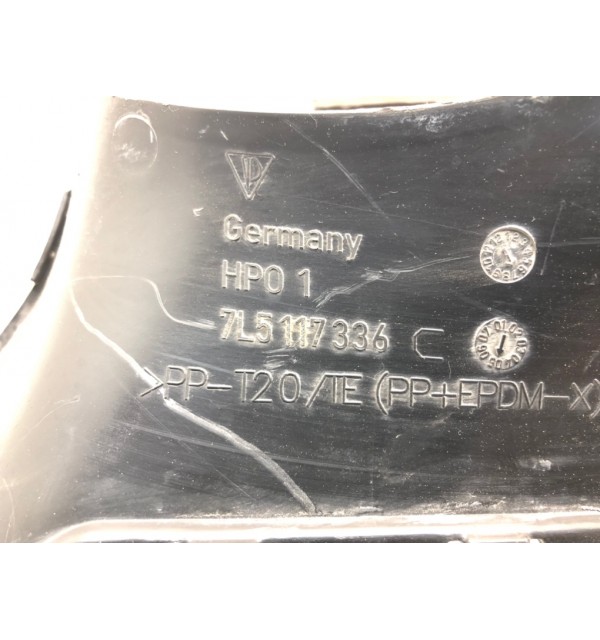 Germany
HPO 1
7L5 117 336 C
>PP-T20/TE (PP+EPDM-X)